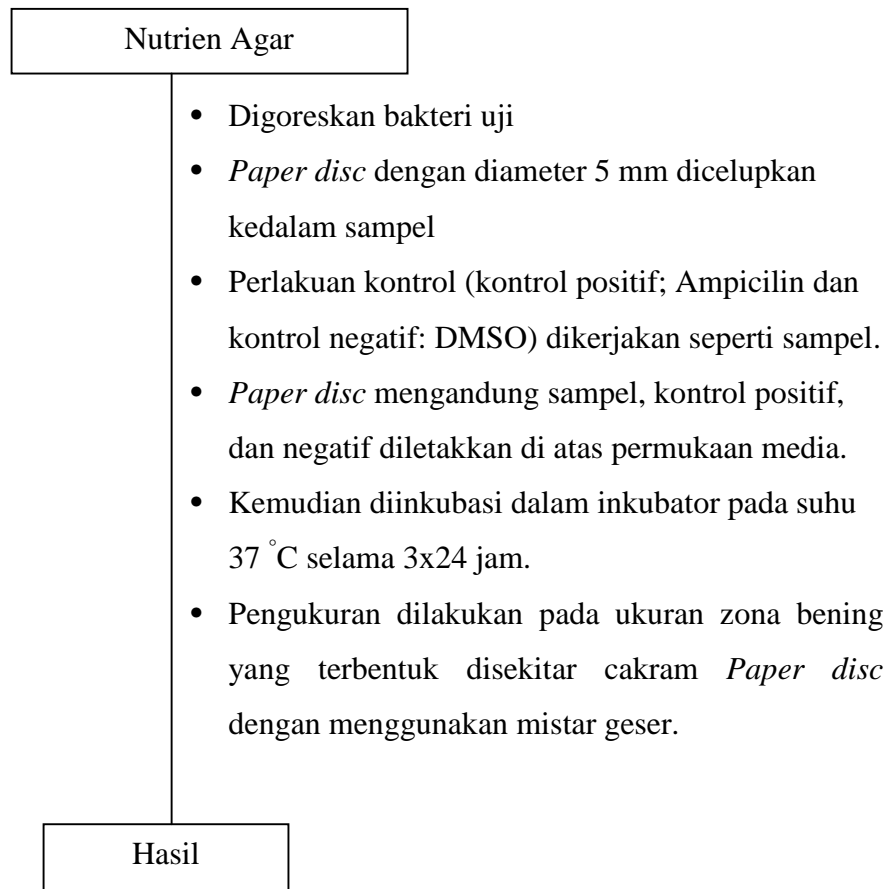 Nutrien Agar
• Digoreskan bakteri uji
• Paper disc dengan diameter 5 mm dicelupkan
kedalam sampel
• Perlakuan kontrol (kontrol positif; Ampicilin dan
kontrol negatif: DMSO) dikerjakan seperti sampel.
• Paper disc mengandung sampel, kontrol positif,
dan negatif diletakkan di atas permukaan media.
• Kemudian diinkubasi dalam inkubator pada suhu
37 °C selama 3x24 jam.
• Pengukuran dilakukan pada ukuran zona bening
yang terbentuk disekitar cakram Paper disc
dengan menggunakan mistar geser.
Hasil